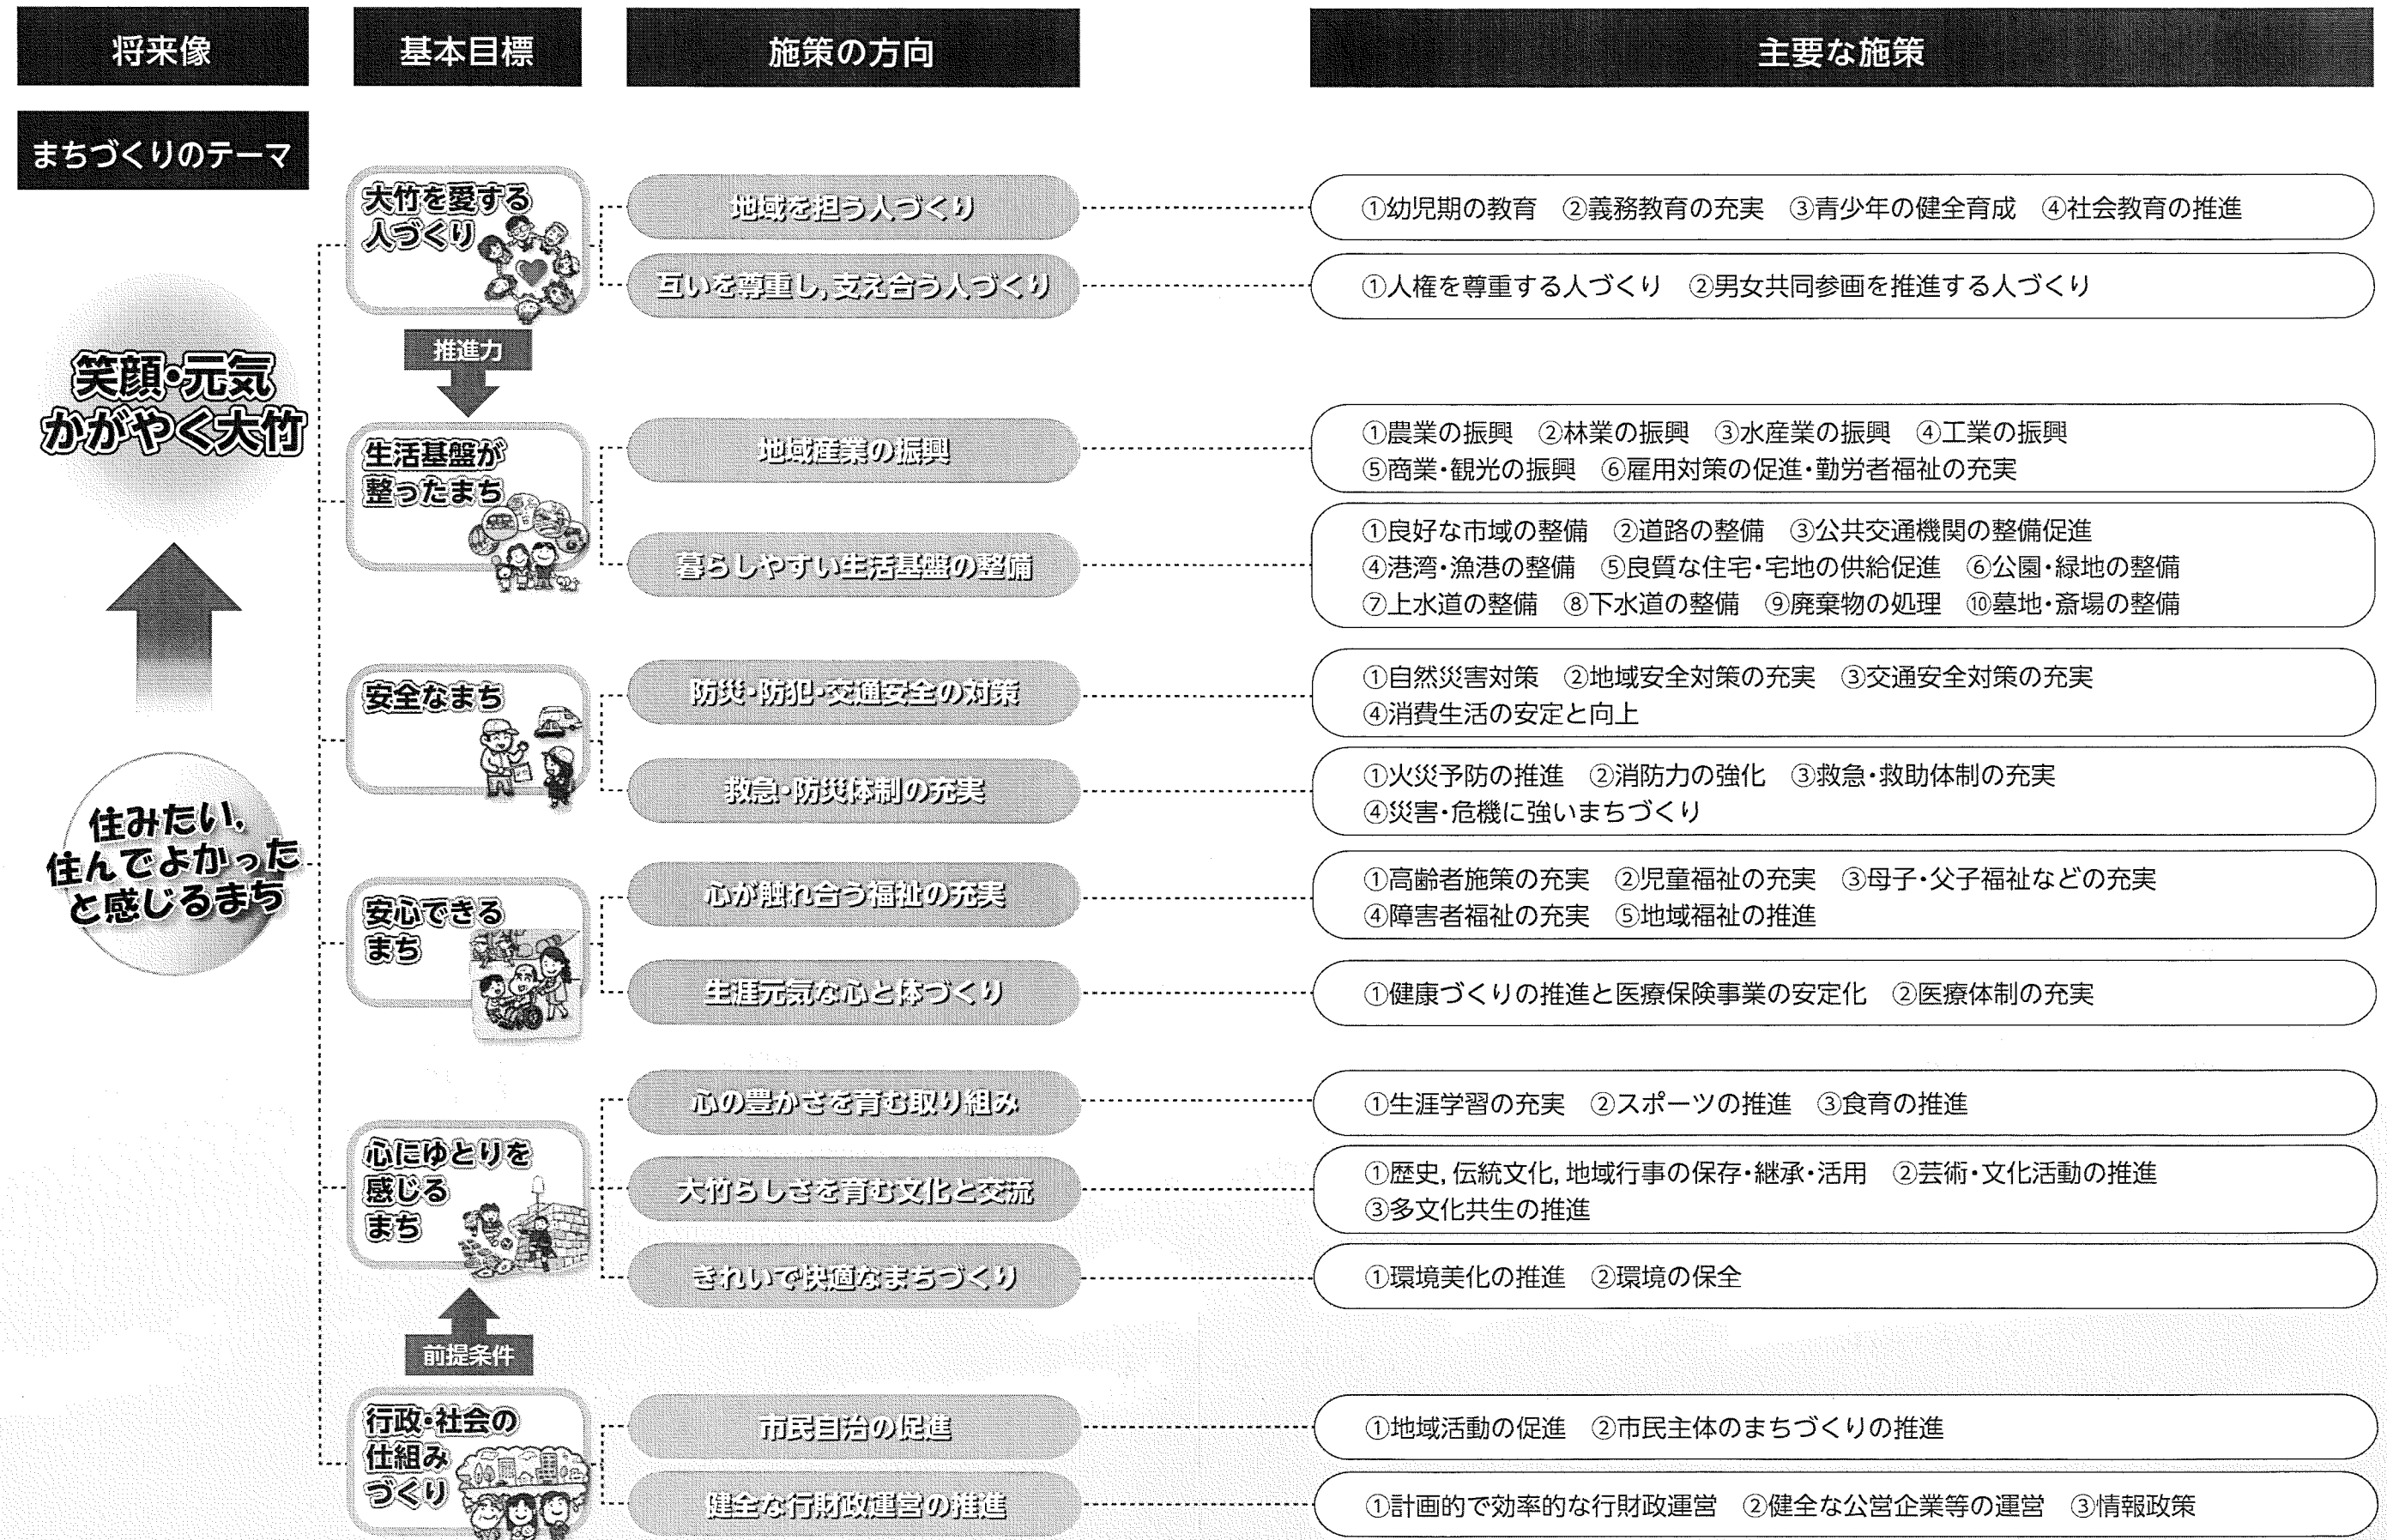 将来像
基本目標
施策の方向
主要な施策
まちづくりのテーマ
笑顔・元気
かがやく大竹
住みたい,
住んでよかった
と感じるまち
大竹を愛する
人づくり
地域を担う人づくり
①幼児期の教育 ②義務教育の充実 ③青少年の健全育成 ④社会教育の推進
互いを尊重し,支え合う人づくり
①人権を尊重する人づくり ②男女共同参画を推進する人づくり
推進力
生活基盤が
整ったまち
地域産業の振興
①農業の振興 ②林業の振興 ③水産業の振興 ④工業の振興
⑤商業・観光の振興 ⑥雇用対策の促進・勤労者福祉の充実
暮らしやすい生活基盤の整備
①良好な市域の整備 ②道路の整備 ③公共交通機関の整備促進
④港湾・漁港の整備 ⑤良質な住宅・宅地の供給促進 ⑥公園・緑地の整備
⑦上水道の整備 ⑧下水道の整備 ⑨廃棄物の処理 ⑩墓地・斎場の整備
安全なまち
防災・防犯・交通安全の対策
①自然災害対策 ②地域安全対策の充実 ③交通安全対策の充実
④消費生活の安定と向上
救急・防災体制の充実
①火災予防の推進 ②消防力の強化 ③救急・救助体制の充実
④災害・危機に強いまちづくり
安心できる
まち
心が触れ合う福祉の充実
①高齢者施策の充実 ②児童福祉の充実 ③母子・父子福祉などの充実
④障害者福祉の充実 ⑤地域福祉の推進
生涯元気な心と体づくり
①健康づくりの推進と医療保険事業の安定化 ②医療体制の充実
心にゆとりを
感じる
まち
心の豊かさを育む取り組み
①生涯学習の充実 ②スポーツの推進 ③食育の推進
大竹らしさを育む文化と交流
①歴史,伝統文化,地域行事の保存・継承・活用 ②芸術・文化活動の推進
③多文化共生の推進
きれいで快適なまちづくり
①環境美化の推進 ②環境の保全
前提条件
行政・社会の
仕組み
づくり
市民自治の促進
①地域活動の促進 ②市民主体のまちづくりの推進
健全な行財政運営の推進
①計画的で効率的な行財政運営 ②健全な公営企業等の運営 ③情報政策